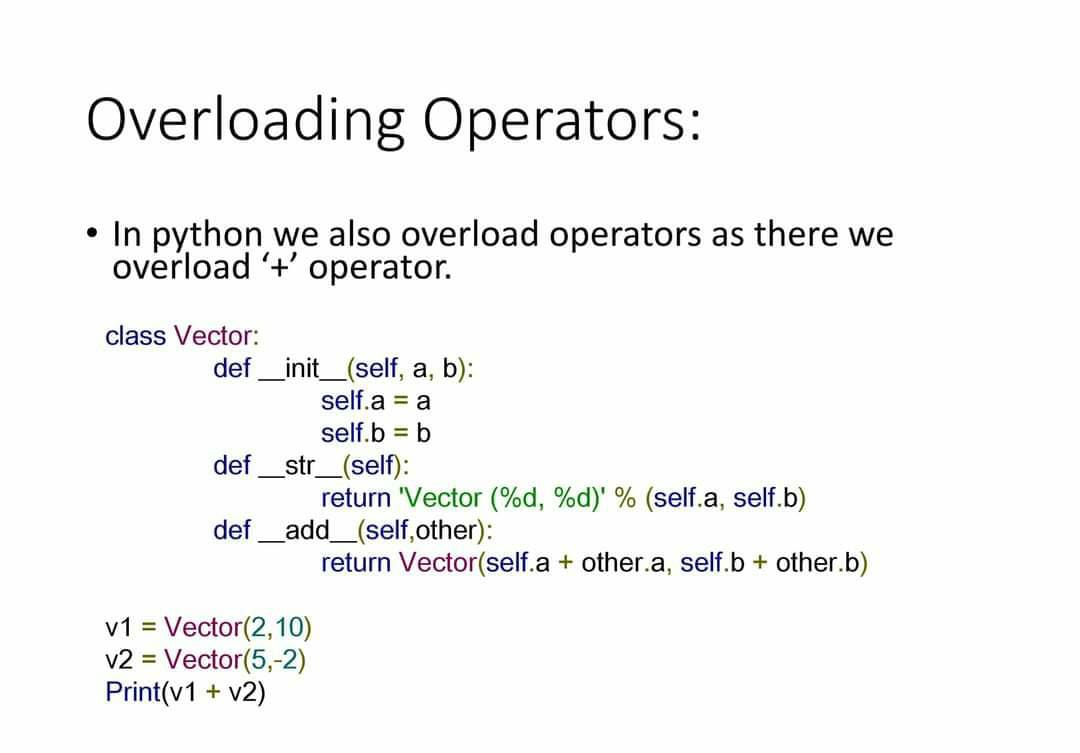 Overloading Operators:
• In python we also overload operators as there we
overload ‘+’ operator.
class Vector:
def __init__(self, a, b):
self.a = a
self.b = b
def __str__(self):
return 'Vector (%d, %d)' % (self.a, self.b)
def __add__(self,other):
return Vector(self.a + other.a, self.b + other.b)
v1 = Vector(2,10)
v2 = Vector(5,-2)
Print(v1 + v2)